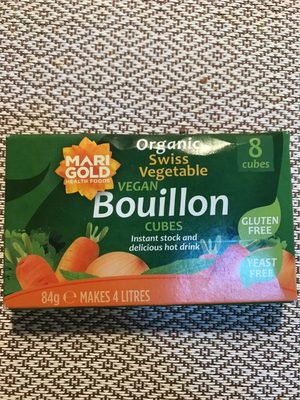 MARI
GOLD
HEALTH FOODS
Organic
Swiss
Vegetable
VEGAN
Bouillon
CUBES
Instant stock and
delicious hot drink
8
cubes
GLUTEN
FREE
YEAST
FREE
84g ℮ MAKES 4 LITRES